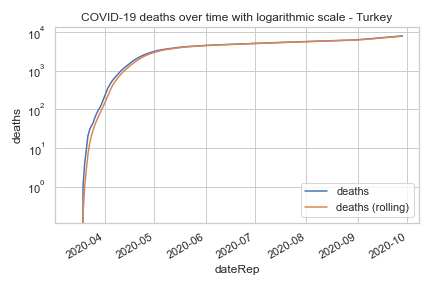 COVID-19 deaths over time with logarithmic scale - Turkey
10⁴
10³
10²
10¹
10⁰
deaths
deaths
deaths (rolling)
2020-04
2020-05
2020-06
2020-07
2020-08
2020-09
2020-10
dateRep